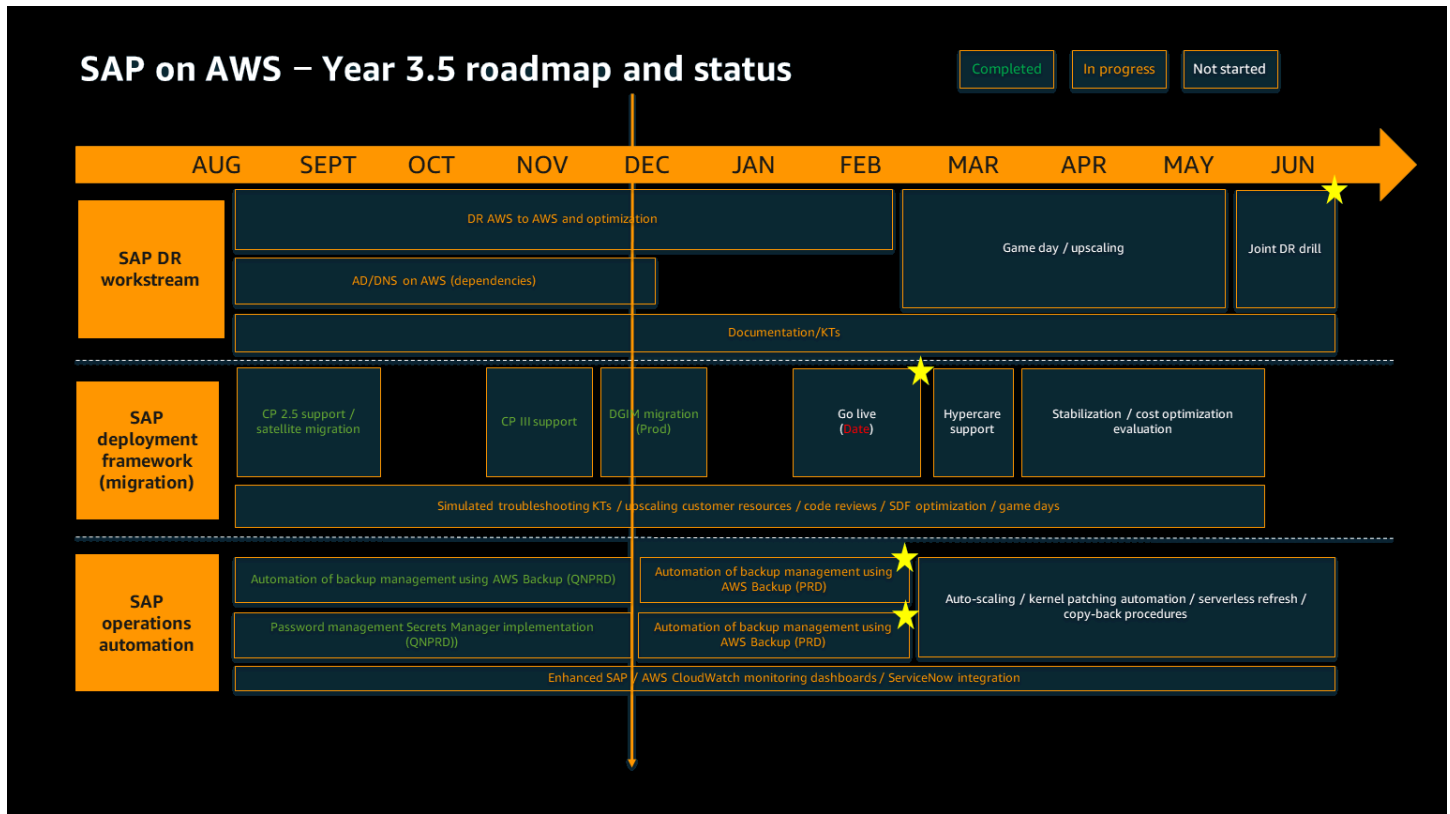 SAP on AWS – Year 3.5 roadmap and status
Completed
In progress
Not started
AUG SEPT OCT NOV DEC JAN FEB MAR APR MAY JUN
SAP DR
workstream
DR AWS to AWS and optimization
AD/DNS on AWS (dependencies)
Game day / upscaling
Joint DR drill
Documentation/KTs
SAP
deployment
framework
(migration)
CP 2.5 support /
satellite migration
CP III support
DGIM migration
(Prod)
Go live
(Date)
Hypercare
support
Stabilization / cost optimization
evaluation
Simulated troubleshooting KTs / upscaling customer resources / code reviews / SDF optimization / game days
SAP
operations
automation
Automation of backup management using AWS Backup (QNPRD)
Automation of backup management using
AWS Backup (PRD)
Password management Secrets Manager implementation
(QNPRD))
Automation of backup management using
AWS Backup (PRD)
Auto-scaling / kernel patching automation / serverless refresh /
copy-back procedures
Enhanced SAP / AWS CloudWatch monitoring dashboards / ServiceNow integration